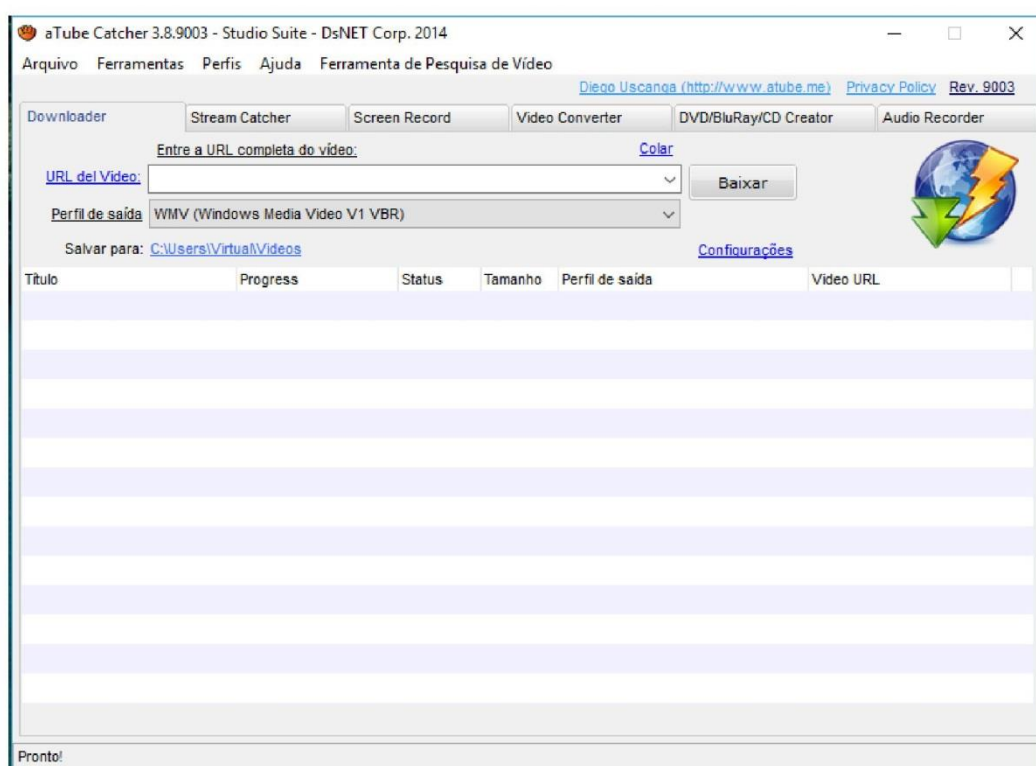 aTube Catcher 3.8.9003 - Studio Suite - DsNET Corp. 2014
Arquivo Ferramentas Perfis Ajuda Ferramenta de Pesquisa de Vídeo
Diego Uscanga (http://www.atube.me) Privacy Policy Rev. 9003
Downloader Stream Catcher Screen Record Video Converter DVD/BluRay/CD Creator Audio Recorder
Entre a URL completa do vídeo: Colar
URL del Video: Baixar
Perfil de saída WMV (Windows Media Video V1 VBR)
Salvar para: C:\Users\Virtual\Videos Configurações
Título Progress Status Tamanho Perfil de saída Video URL
Pronto!